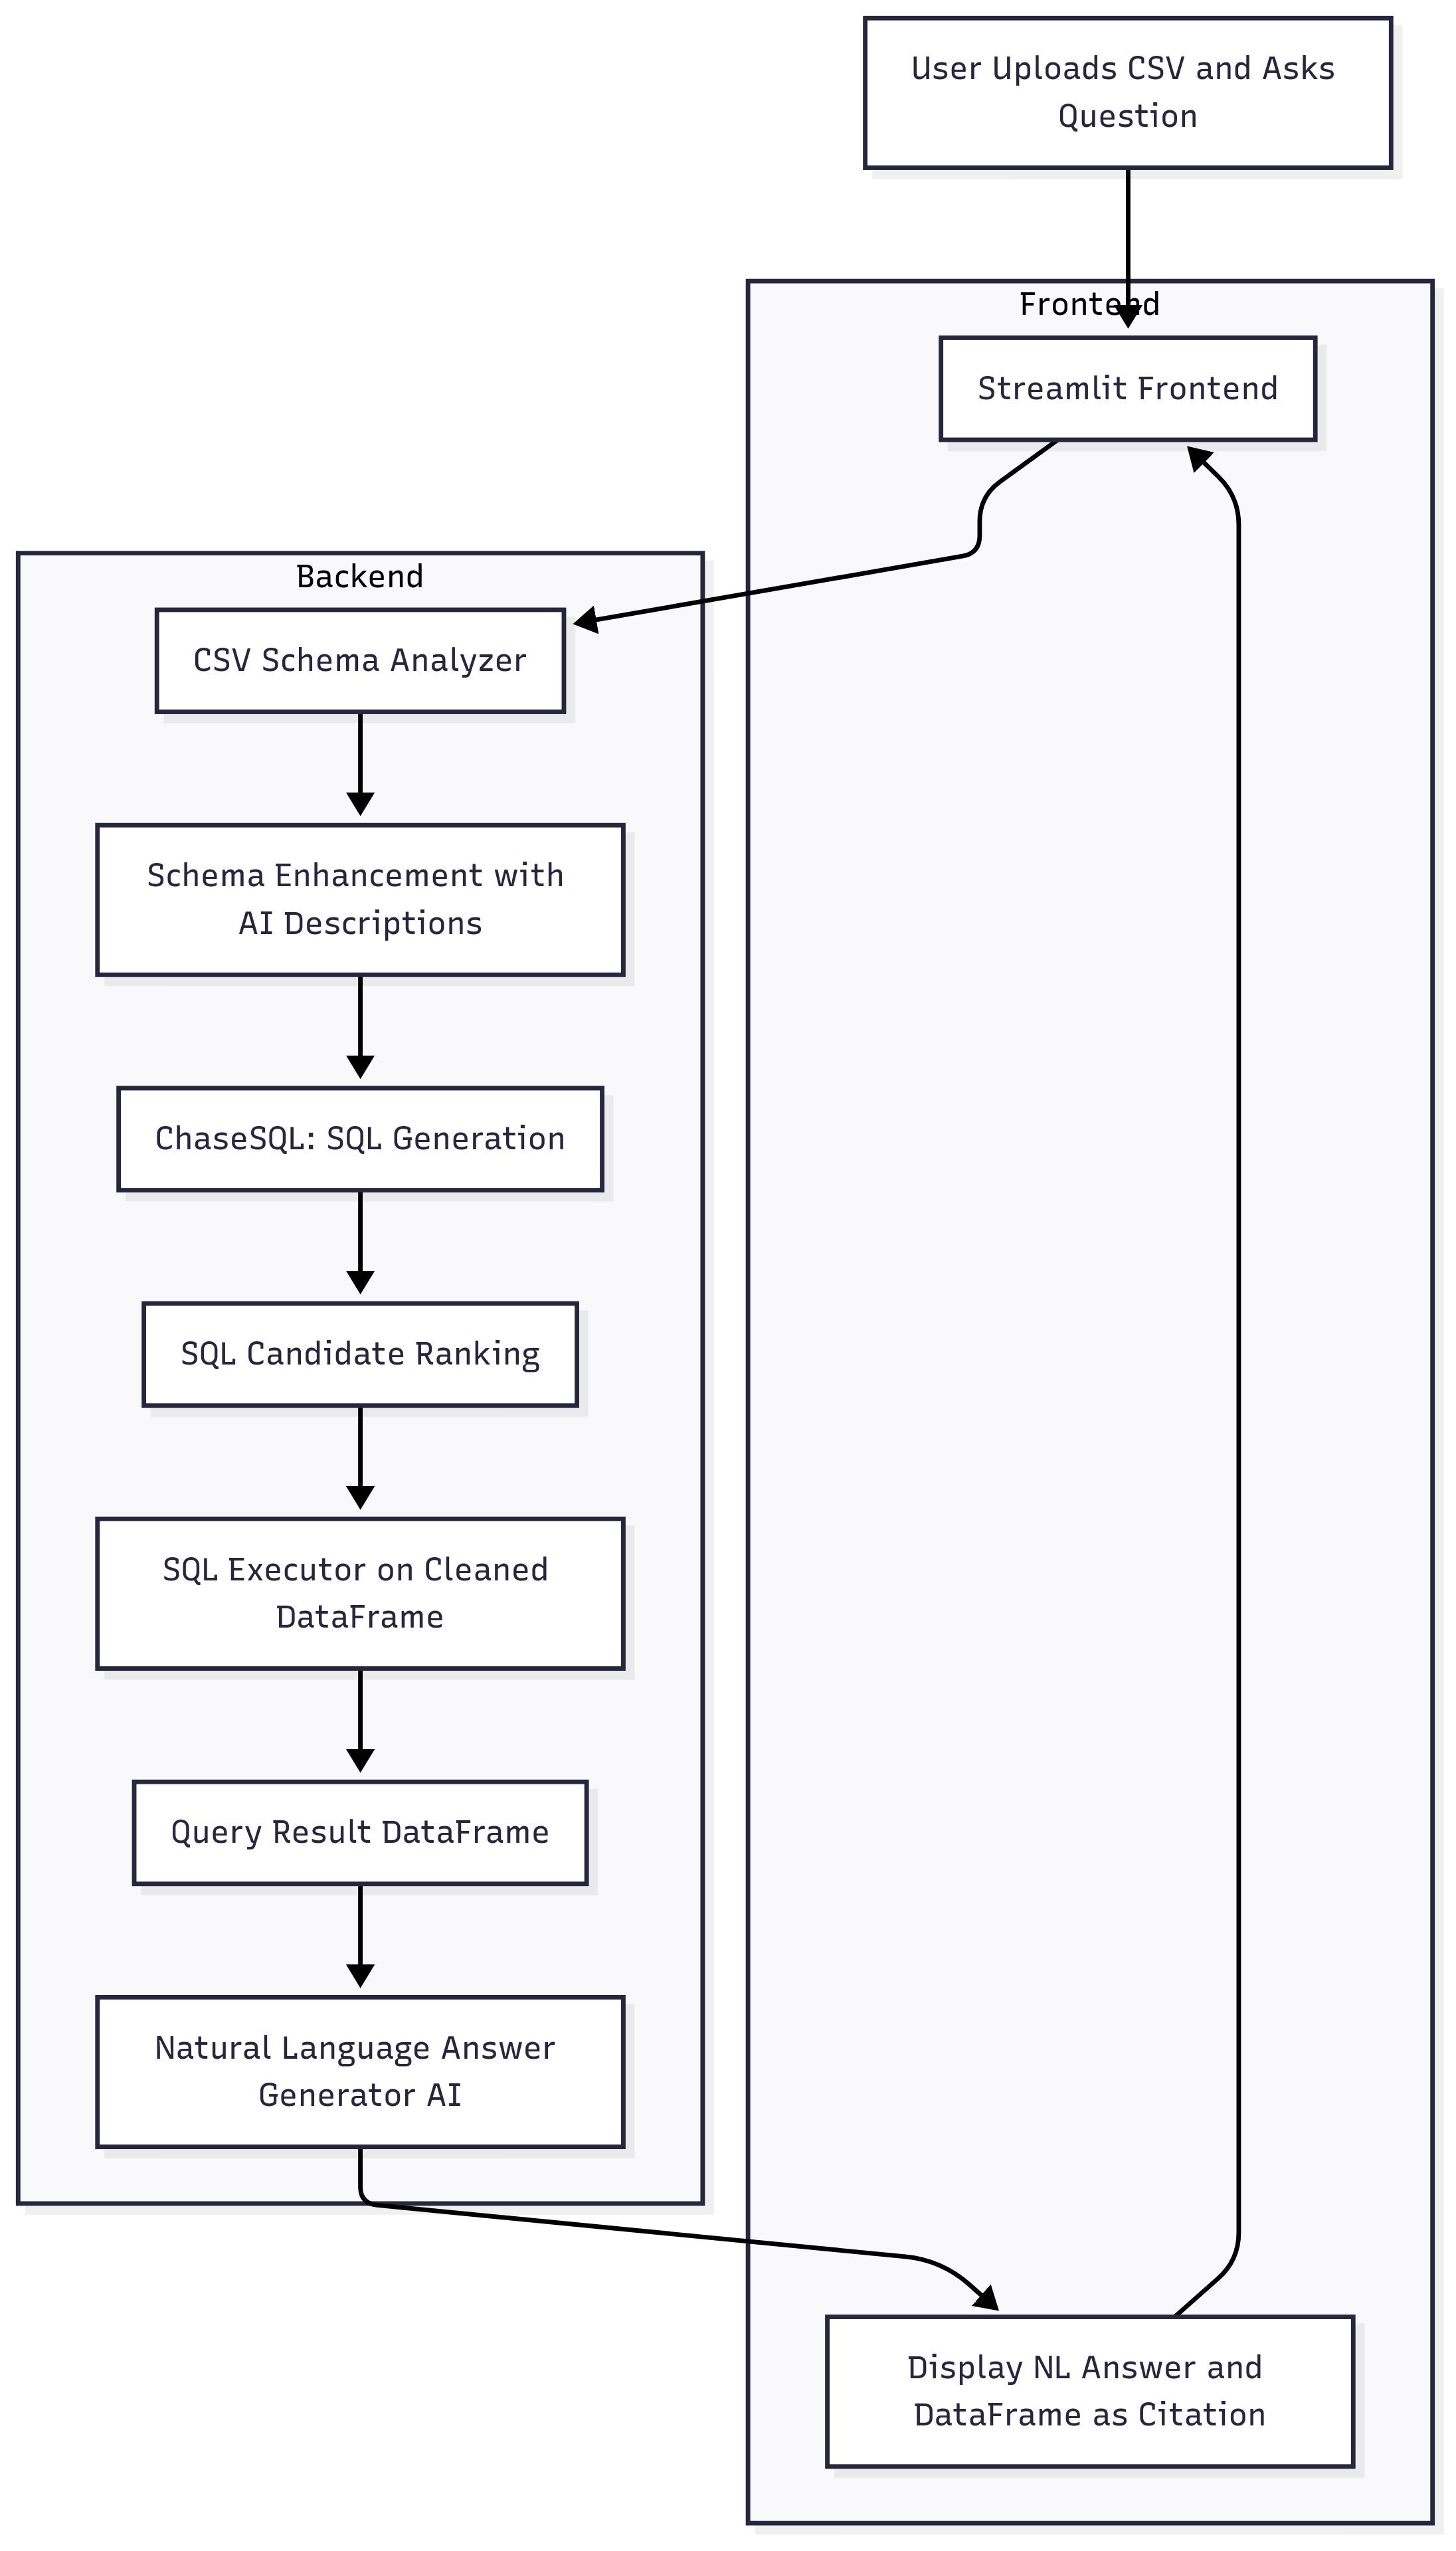 User Uploads CSV and Asks
Question
Frontend
Streamlit Frontend
Backend
CSV Schema Analyzer
Schema Enhancement with
AI Descriptions
ChaseSQL: SQL Generation
SQL Candidate Ranking
SQL Executor on Cleaned
DataFrame
Query Result DataFrame
Natural Language Answer
Generator AI
Display NL Answer and
DataFrame as Citation